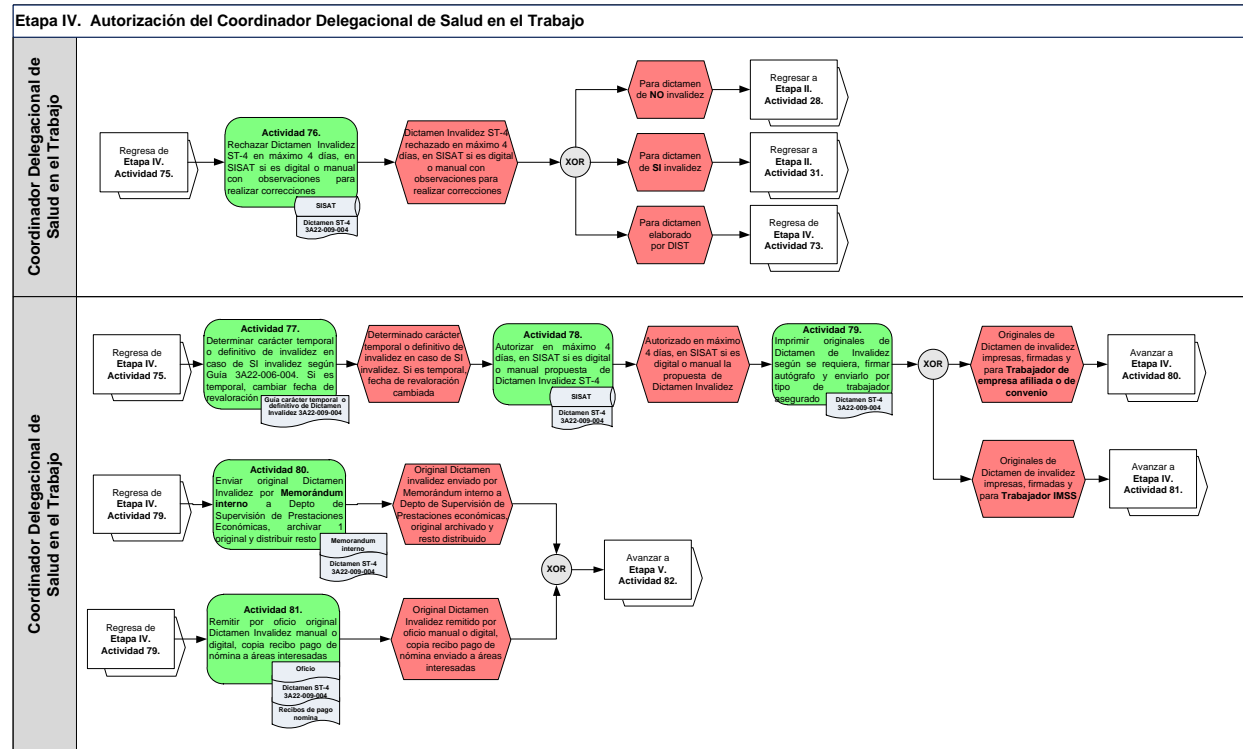 Etapa IV. Autorización del Coordinador Delegacional de Salud en el Trabajo
Coordinador Delegacional de
Salud en el Trabajo
Regresa de
Etapa IV.
Actividad 75.
Actividad 76.
Rechazar Dictamen Invalidez
ST-4 en máximo 4 días, en
SISAT si es digital o manual
con observaciones para
realizar correcciones
SISAT
Dictamen ST-4
3A22-009-004
Dictamen Invalidez ST-4
rechazado en máximo 4
días, en SISAT si es digital
o manual con
observaciones para
realizar correcciones
XOR
Para dictamen
de NO invalidez
Regresar a
Etapa II.
Actividad 28.
Para dictamen
de SI invalidez
Regresar a
Etapa II.
Actividad 31.
Para dictamen
elaborado
por DIST
Regresa de
Etapa IV.
Actividad 73.
Coordinador Delegacional de
Salud en el Trabajo
Regresa de
Etapa IV.
Actividad 75.
Actividad 77.
Determinar carácter temporal
o definitivo de invalidez en
caso de SI invalidez según
Guía 3A22-006-004. Si es
temporal, cambiar fecha de
revaloración
Guía carácter temporal o
definitivo de Dictamen
Invalidez 3A22-009-004
Determinado carácter
temporal o definitivo de
invalidez en caso de SI
invalidez. Si es temporal,
fecha de revaloración
cambiada
Actividad 78.
Autorizar en máximo 4
días, en SISAT si es digital
o manual propuesta de
Dictamen Invalidez ST-4
SISAT
Dictamen ST-4
3A22-009-004
Autorizado en máximo
4 días, en SISAT si es
digital o manual la
propuesta de
Dictamen Invalidez
Actividad 79.
Imprimir originales de
Dictamen de Invalidez
según se requiera, firmar
autógrafo y enviarlo por
tipo de trabajador
asegurado
Dictamen ST-4
3A22-009-004
XOR
Originales de
Dictamen de invalidez
impresas, firmadas y
para Trabajador de
empresa afiliada o de
convenio
Avanzar a
Etapa IV.
Actividad 80.
Originales de
Dictamen de invalidez
impresas, firmadas y
para Trabajador IMSS
Avanzar a
Etapa IV.
Actividad 81.
Regresa de
Etapa IV.
Actividad 79.
Actividad 80.
Enviar original Dictamen
Invalidez por Memorándum
interno a Depto de
Supervisión de Prestaciones
Económicas, archivar 1
original y distribuir resto
Memorandum
interno
Dictamen ST-4
3A22-009-004
Original Dictamen
invalidez enviado por
Memorándum interno a
Depto de Supervisión de
Prestaciones económicas,
original archivado y
resto distribuido
XOR
Avanzar a
Etapa V.
Actividad 82.
Regresa de
Etapa IV.
Actividad 79.
Actividad 81.
Remitir por oficio original
Dictamen Invalidez manual o
digital, copia recibo pago de
nómina a áreas interesadas
Oficio
Dictamen ST-4
3A22-009-004
Recibos de pago
nomina
Original Dictamen
Invalidez remitido por
oficio manual o digital,
copia recibo pago de
nómina enviado a áreas
interesadas